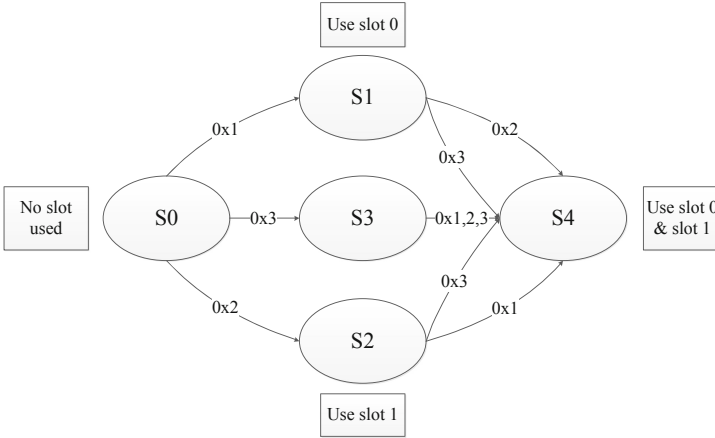 Use slot 0
S1
0x1
0x2
0x3
No slot
used
S0
0x3
S3
0x1,2,3
S4
Use slot 0
& slot 1
0x3
0x2
0x1
S2
Use slot 1